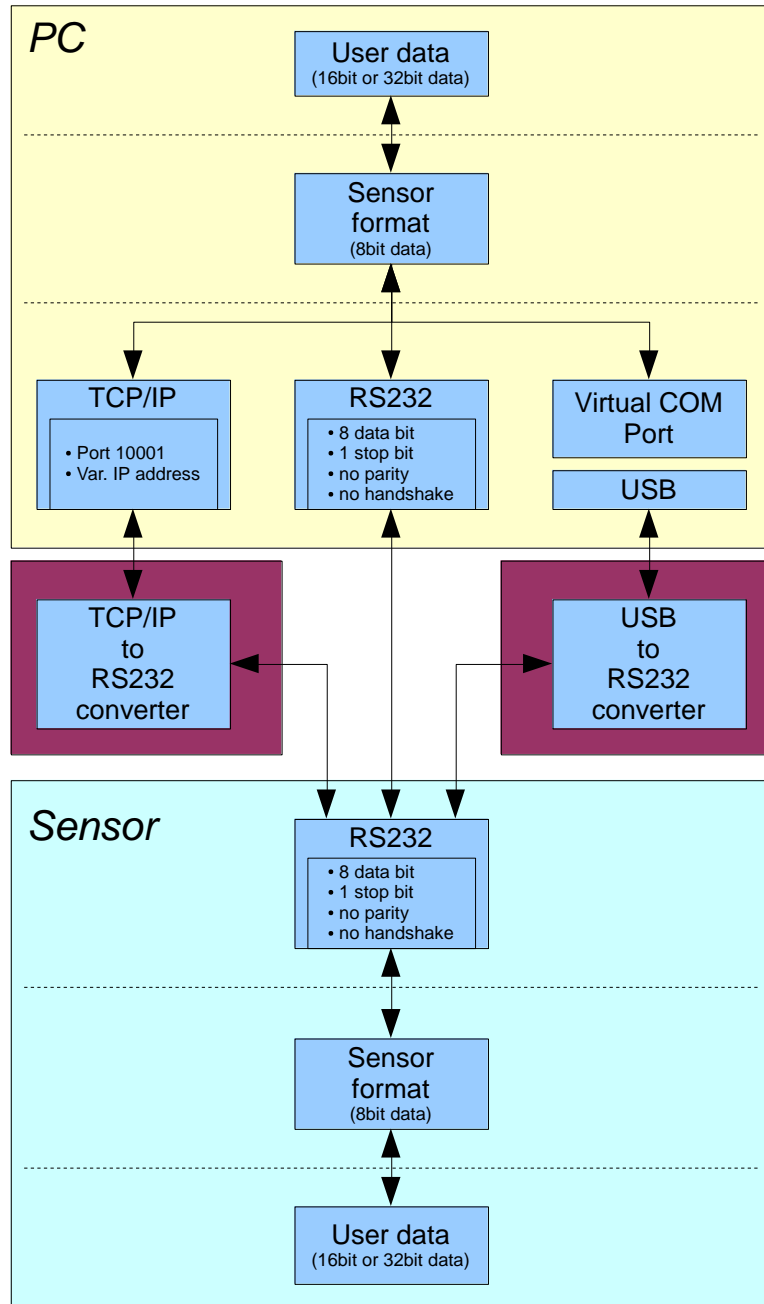 PC
User data
(16bit or 32bit data)
Sensor
format
(8bit data)
TCP/IP
• Port 10001
• Var. IP address
RS232
• 8 data bit
• 1 stop bit
• no parity
• no handshake
Virtual COM
Port
USB
TCP/IP
to
RS232
converter
USB
to
RS232
converter
Sensor
RS232
• 8 data bit
• 1 stop bit
• no parity
• no handshake
Sensor
format
(8bit data)
User data
(16bit or 32bit data)